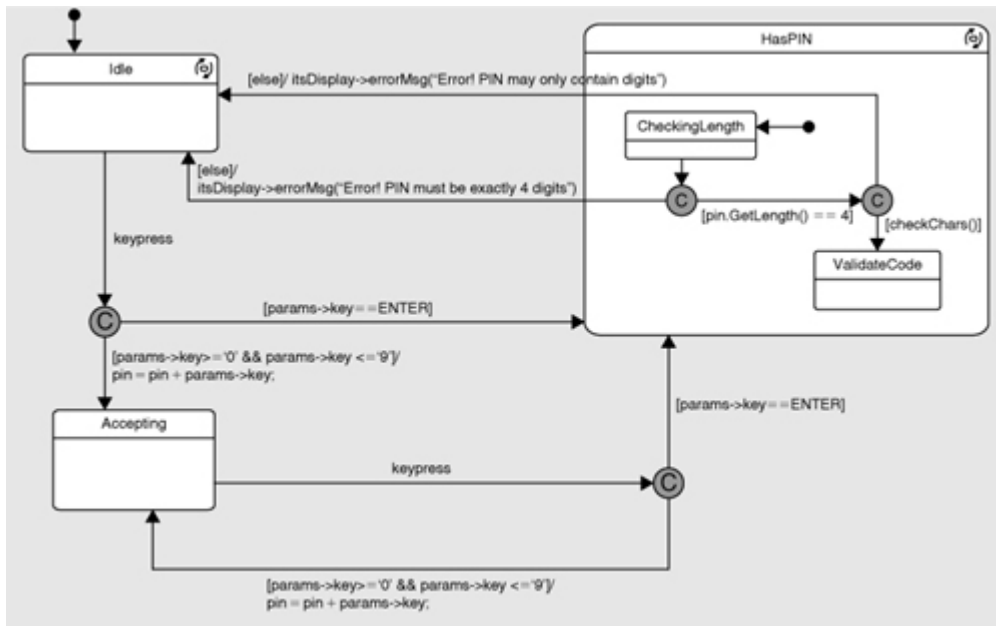 HasPIN
Idle
[else]/ itsDisplay->errorMsg(“Error! PIN may only contain digits”)
CheckingLength
[else]/
itsDisplay->errorMsg(“Error! PIN must be exactly 4 digits”)
C
C
[pin.GetLength() == 4]
[checkChars()]
keypress
ValidateCode
C
[params->key==ENTER]
[params->key>=‘0’ && params->key <=‘9’]/
pin = pin + params->key;
Accepting
[params->key==ENTER]
keypress
C
[params->key>=‘0’ && params->key <=‘9’]/
pin = pin + params->key;